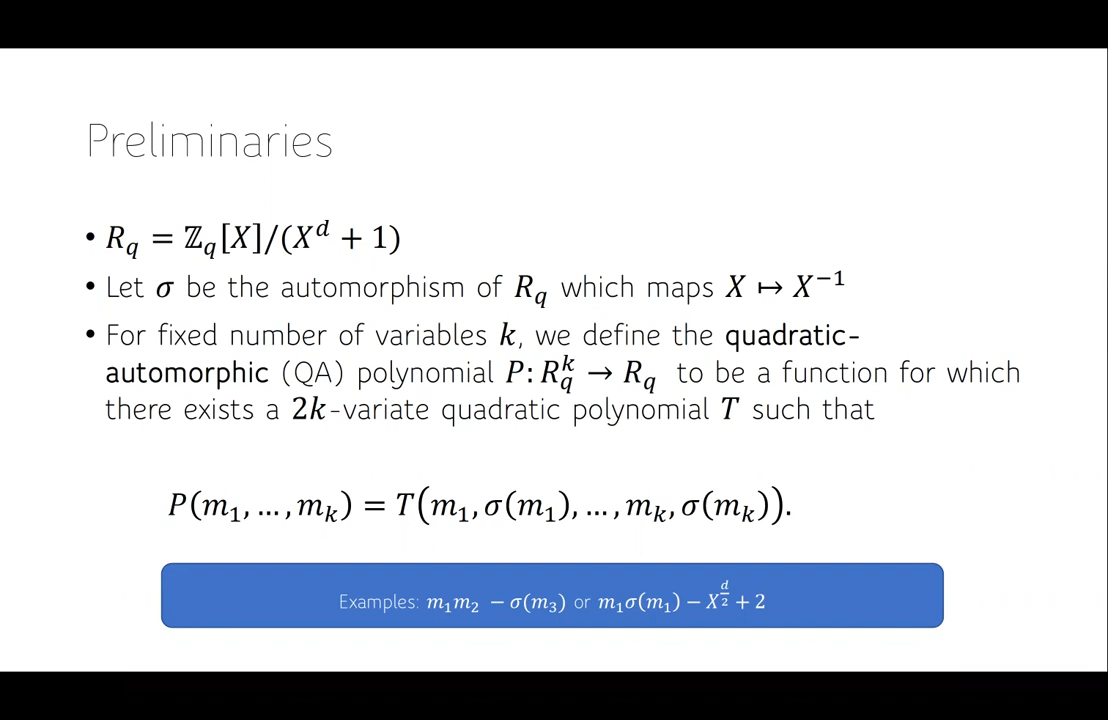 Preliminaries
• R_q = ℤ_q[X]/(X^d + 1)
• Let σ be the automorphism of R_q which maps X ↦ X^{−1}
• For fixed number of variables k, we define the quadratic-
automorphic (QA) polynomial P: R_q^k → R_q to be a function for which
there exists a 2k-variate quadratic polynomial T such that
P(m_1, …, m_k) = T(m_1, σ(m_1), …, m_k, σ(m_k)).
Examples: m_1m_2 − σ(m_3) or m_1σ(m_1) − X^{d/2} + 2